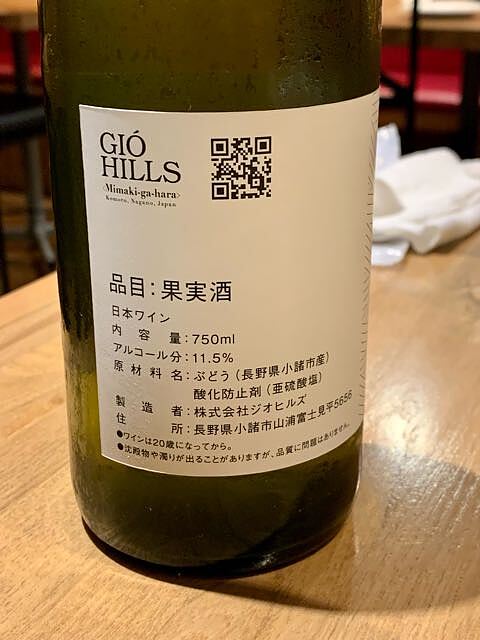 GIÓ
HILLS
<Mimaki-ga-hara>
Komoro, Nagano, Japan
品目：果実酒
日本ワイン
内容量：750ml
アルコール分：11.5%
原材料名：ぶどう（長野県小諸市産）
酸化防止剤（亜硫酸塩）
製造者：株式会社ジオヒルズ
住所：長野県小諸市山浦富士見平5656
●ワインは20歳になってから。
●沈殿物や濁りが出ることがありますが、品質に問題はありません。